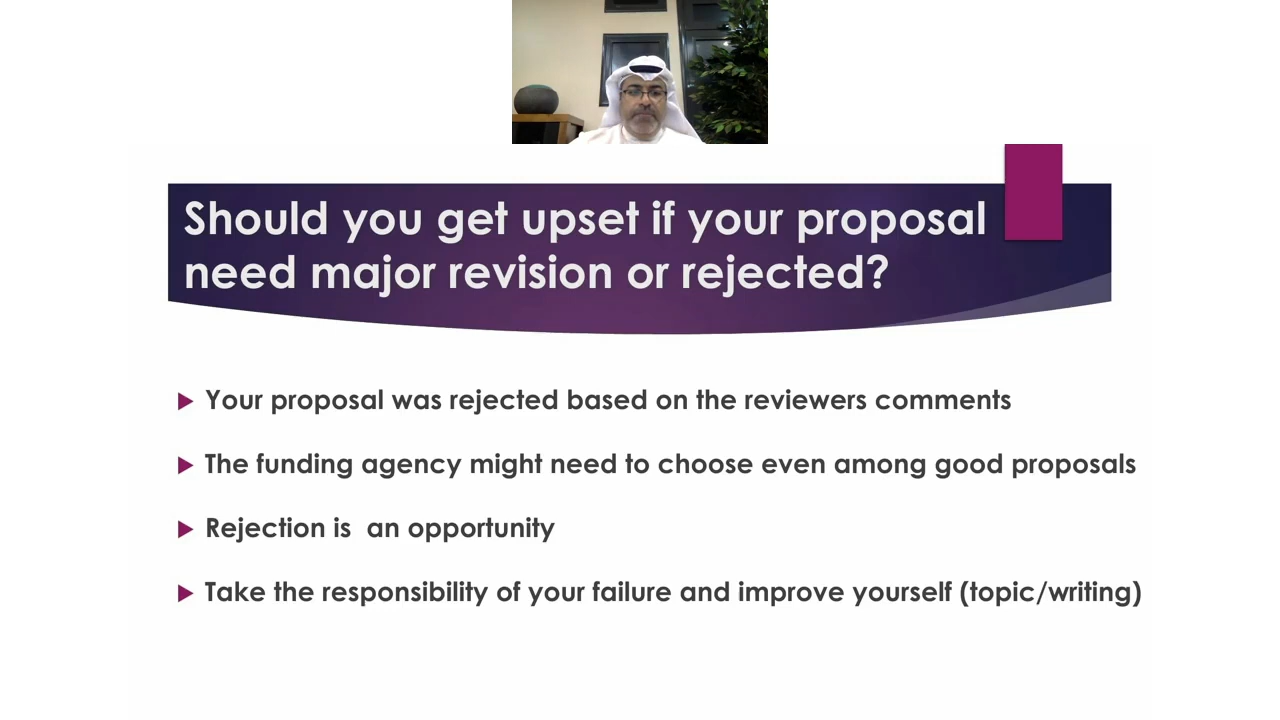 Should you get upset if your proposal
need major revision or rejected?
Your proposal was rejected based on the reviewers comments
The funding agency might need to choose even among good proposals
Rejection is  an opportunity
Take the responsibility of your failure and improve yourself (topic/writing)